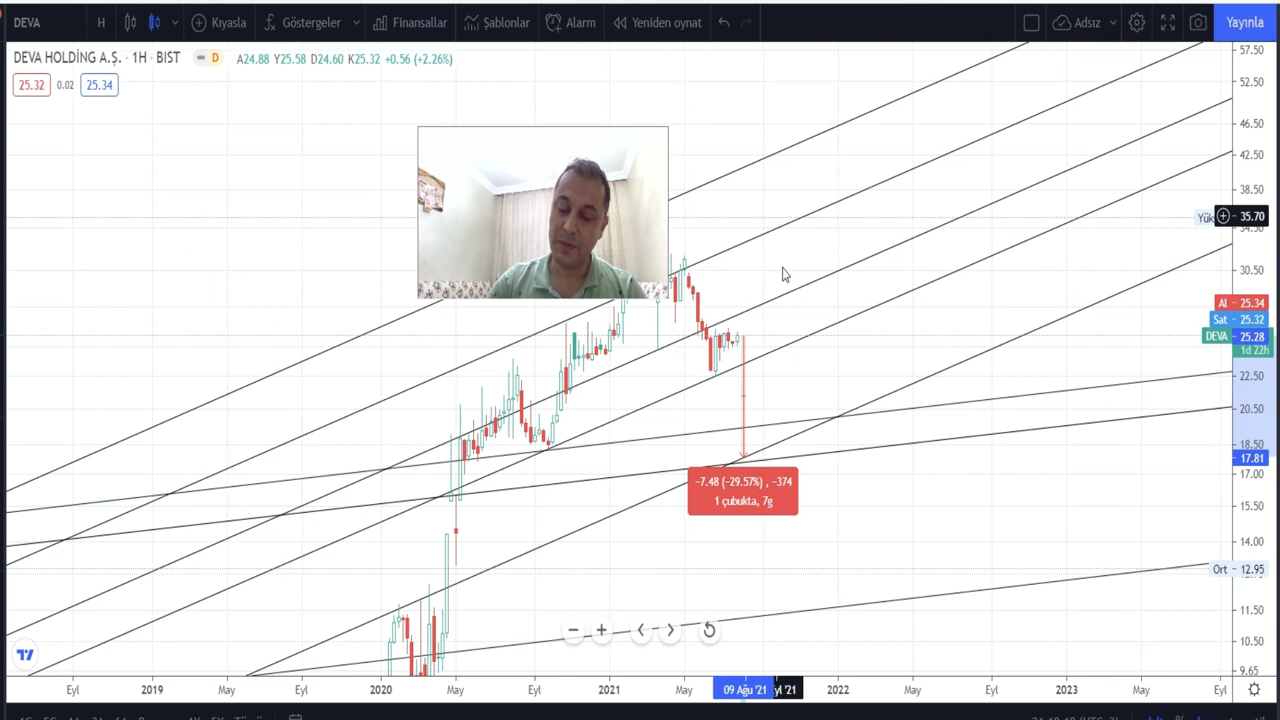 DEVA H Kıyasla Göstergeler Finansallar Şablonlar Alarm Yeniden oynat Adsız Yayınla
DEVA HOLDİNG A.Ş. · 1H · BIST D A24.88 Y25.58 D24.60 K25.32 +0.56 (+2.26%)
25.32 0.02 25.34
57.50
52.50
46.50
42.50
38.50
35.70
34.50
30.50
Al 25.34
Sat 25.32
DEVA 25.28
1d 22h
22.50
20.50
18.50
17.81
17.00
15.50
14.00
Ort 12.95
11.50
10.50
9.65
−7.48 (−29.57%) , −374
1 çubukta, 7g
Eyl 2019 May Eyl 2020 May Eyl 2021 May 09 Ağu '21 2022 May Eyl 2023 May Eyl